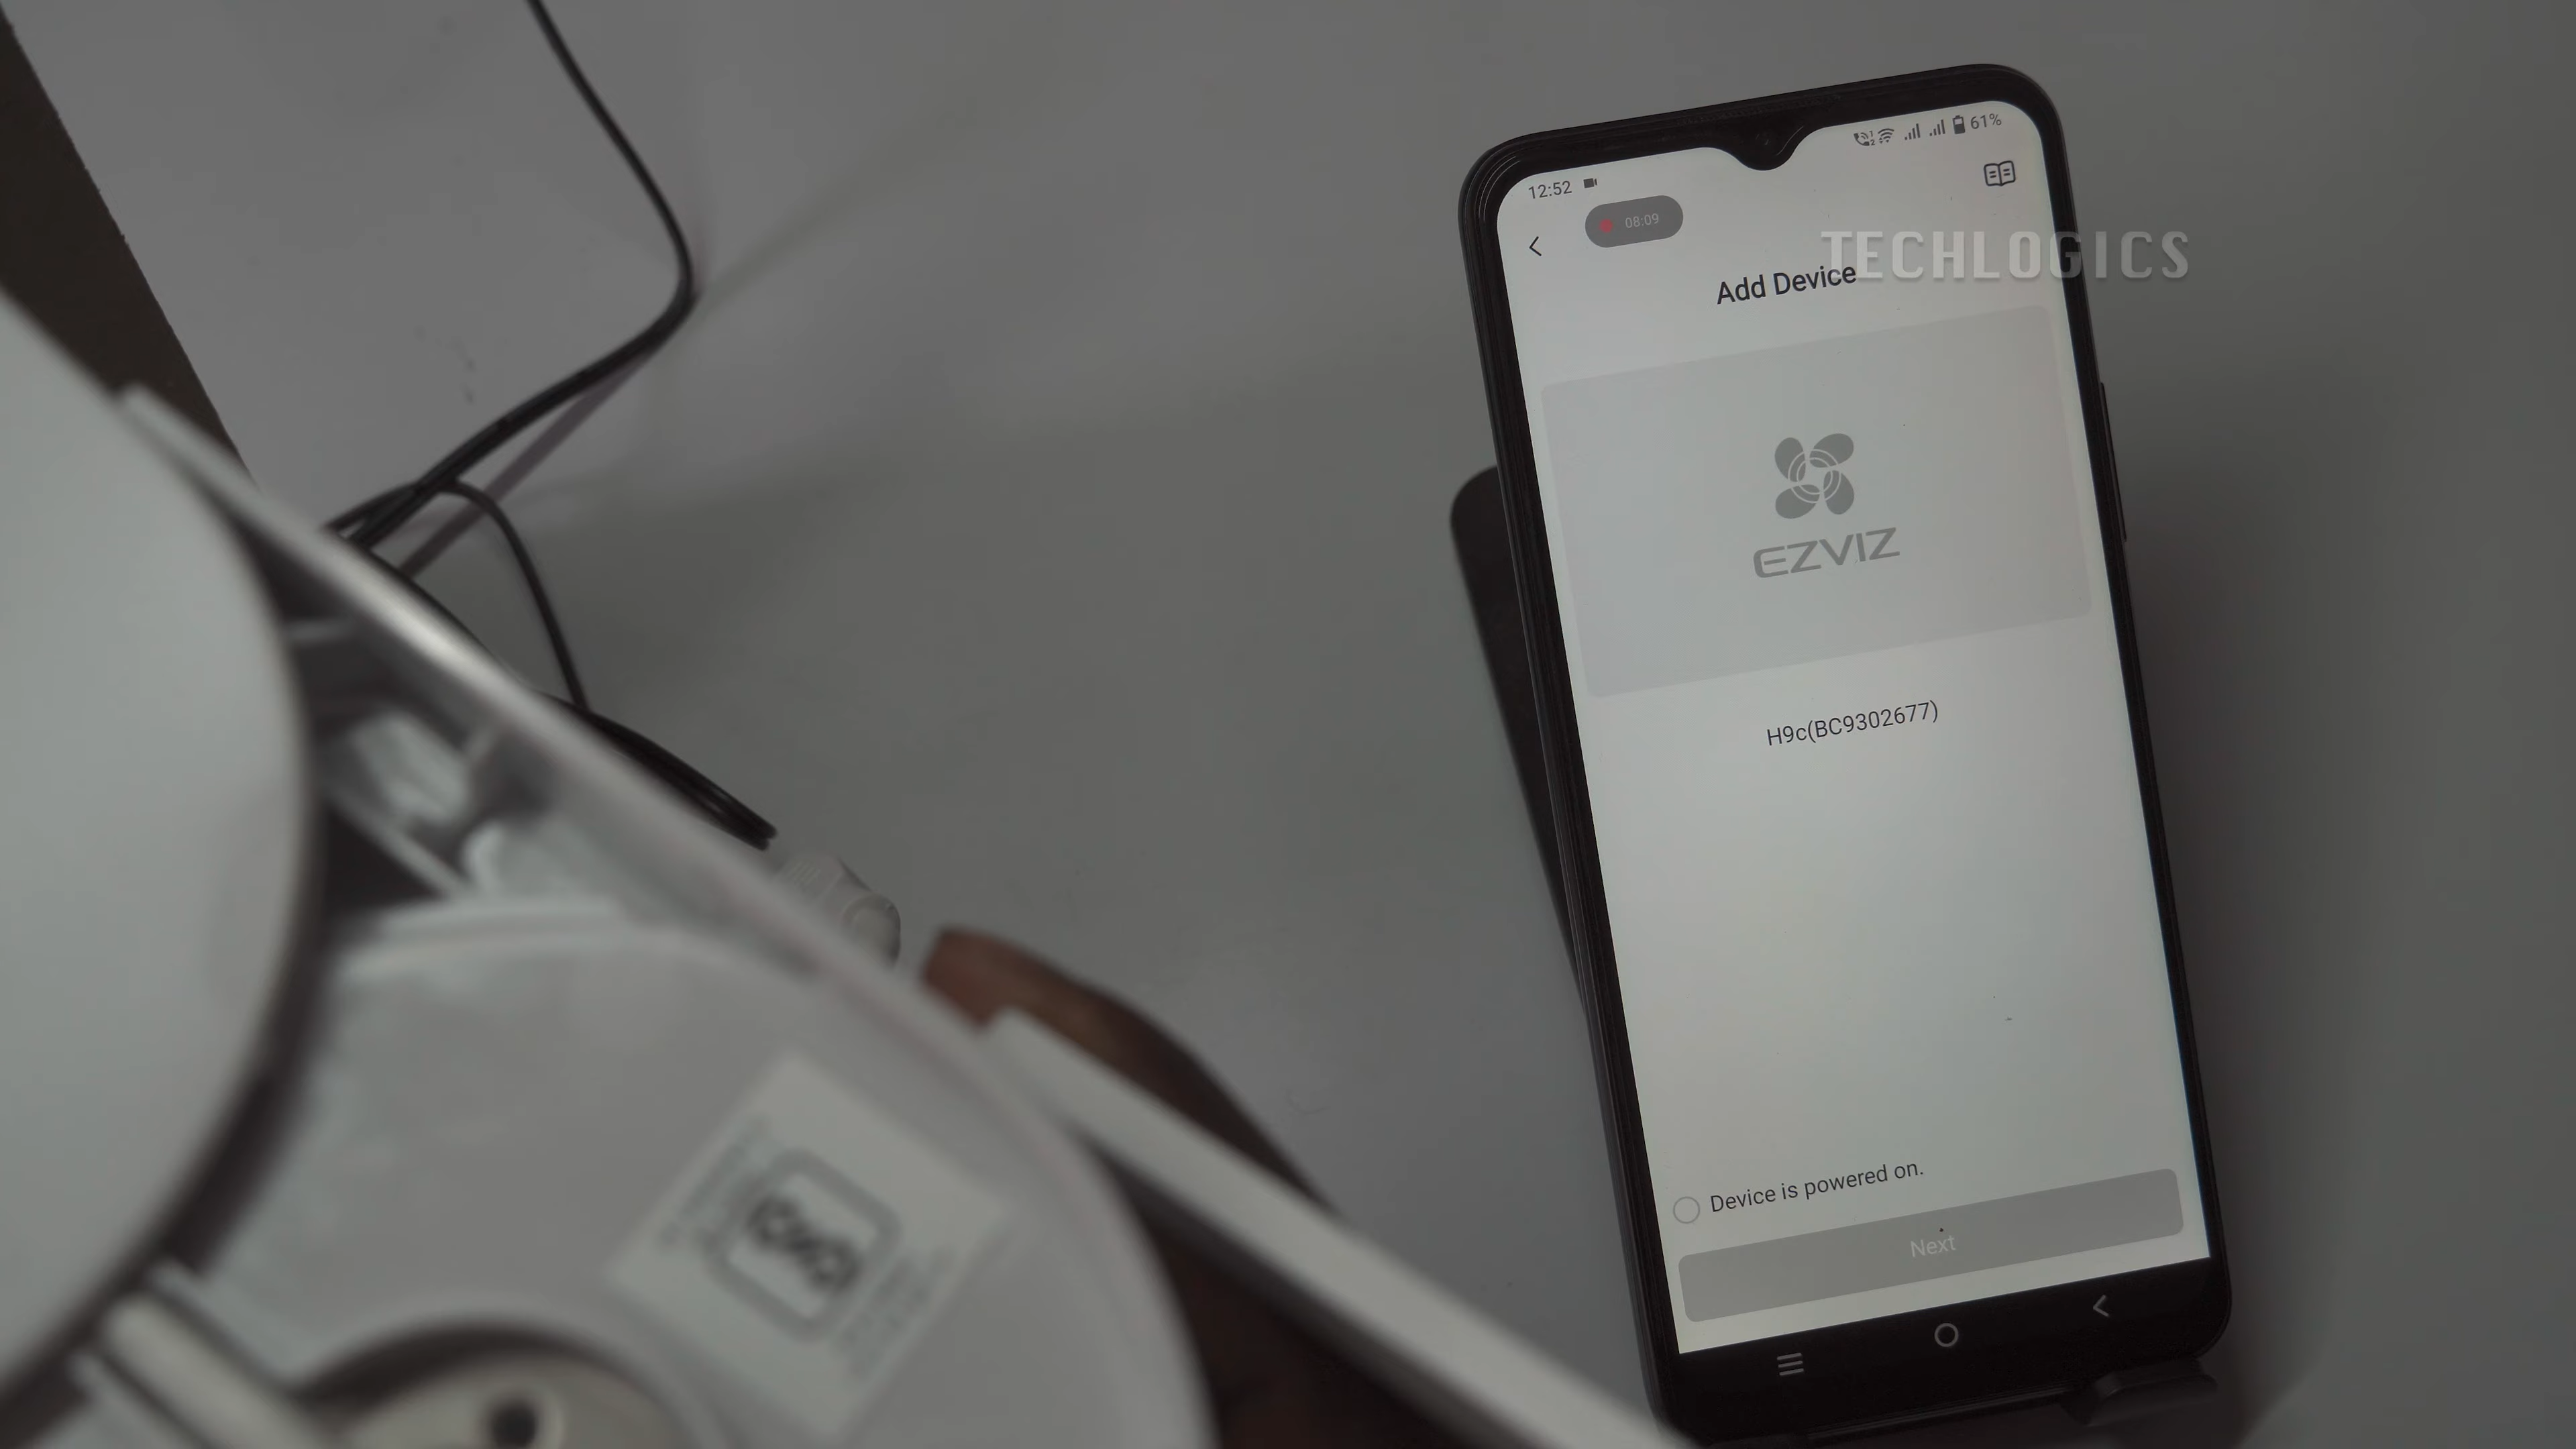 12:52
61%
08:09
TECHLOGICS
Add Device
EZVIZ
H9c(BC9302677)
Device is powered on.
Next